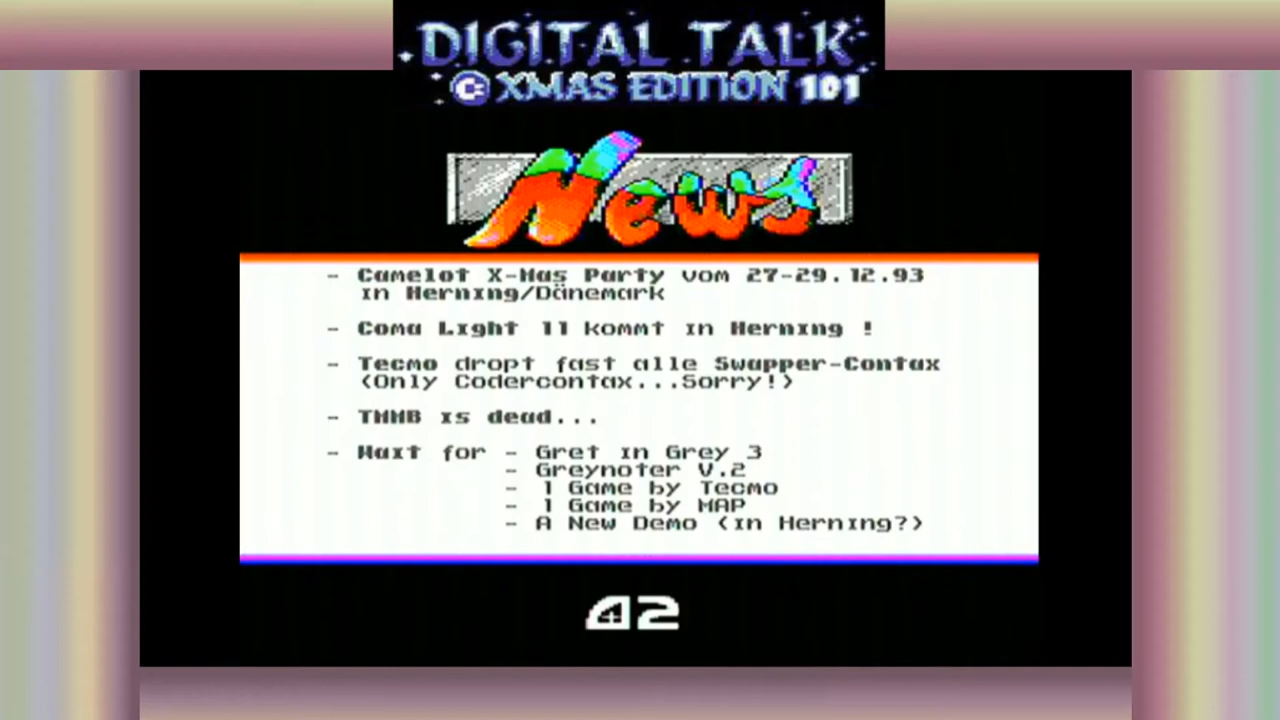 DIGITAL TALK
XMAS EDITION 101
News
- Camelot X-Mas Party vom 27-29.12.93
in Herning/Dänemark
- Coma Light 11 kommt in Herning !
- Tecmo dropt fast alle Swapper-Contax
(Only Codercontax...Sorry!)
- TMMB is dead...
- Wait for - Gret in Grey 3
- Greynoter V.2
- 1 Game by Tecmo
- 1 Game by MAP
- A New Demo (in Herning?)
42